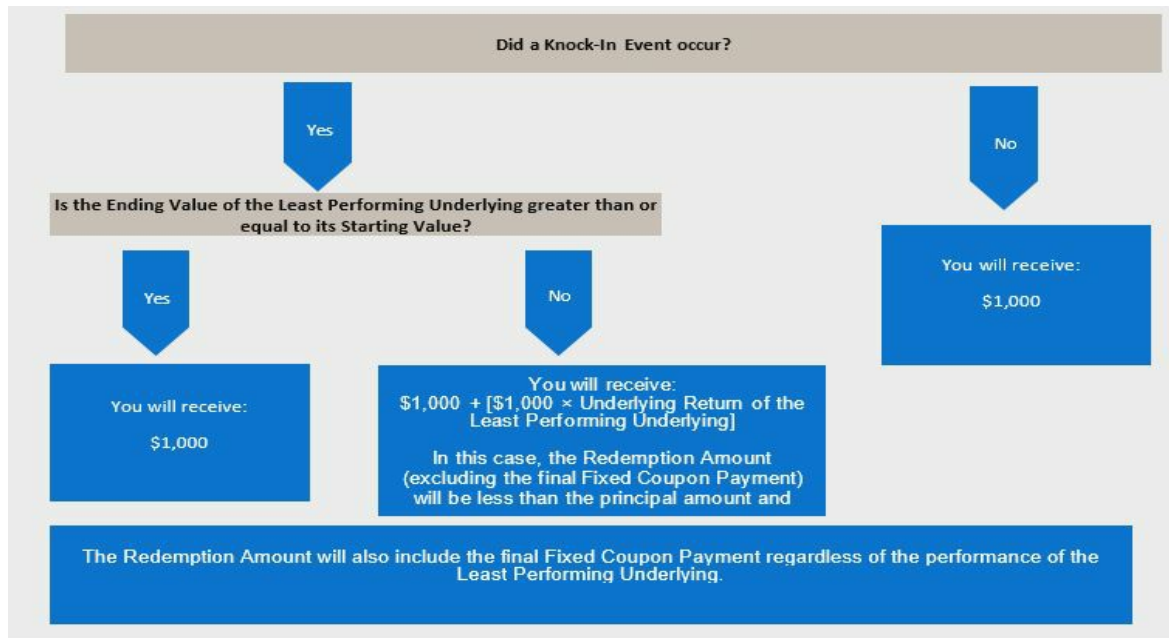 Did a Knock-In Event occur?
Yes
No
Is the Ending Value of the Least Performing Underlying greater than or
equal to its Starting Value?
Yes
No
You will receive:
$1,000
You will receive:
$1,000
You will receive:
$1,000 + [$1,000 × Underlying Return of the
Least Performing Underlying]
In this case, the Redemption Amount
(excluding the final Fixed Coupon Payment)
will be less than the principal amount and
The Redemption Amount will also include the final Fixed Coupon Payment regardless of the performance of the
Least Performing Underlying.